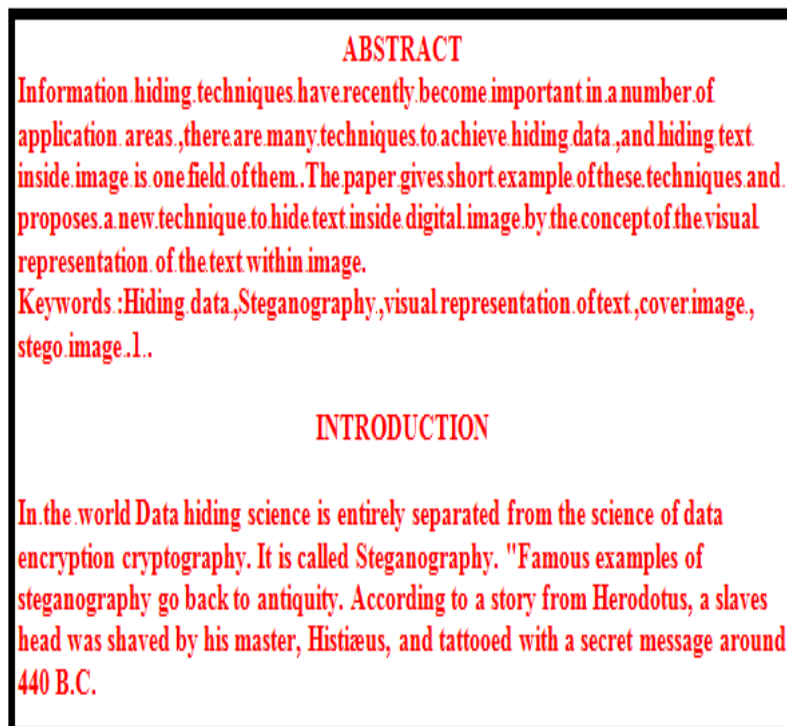 ABSTRACT
Information.hiding.techniques.have.recently.become.important.in.a.number.of
application.areas.,there.are.many.techniques.to.achieve.hiding.data.,and.hiding.text
inside.image.is.one.field.of.them..The.paper.gives.short.example.of.these.techniques.and.
proposes.a.new.technique.to.hide.text.inside.digital.image.by.the.concept.of.the.visual
representation.of.the.text.within.image.
Keywords.:Hiding.data.,Steganography.,visual.representation.of.text.,cover.image.,
stego.image..1..
INTRODUCTION
In.the.world Data hiding science is entirely separated from the science of data
encryption cryptography. It is called Steganography. "Famous examples of
steganography go back to antiquity. According to a story from Herodotus, a slaves
head was shaved by his master, Histiæus, and tattooed with a secret message around
440 B.C.